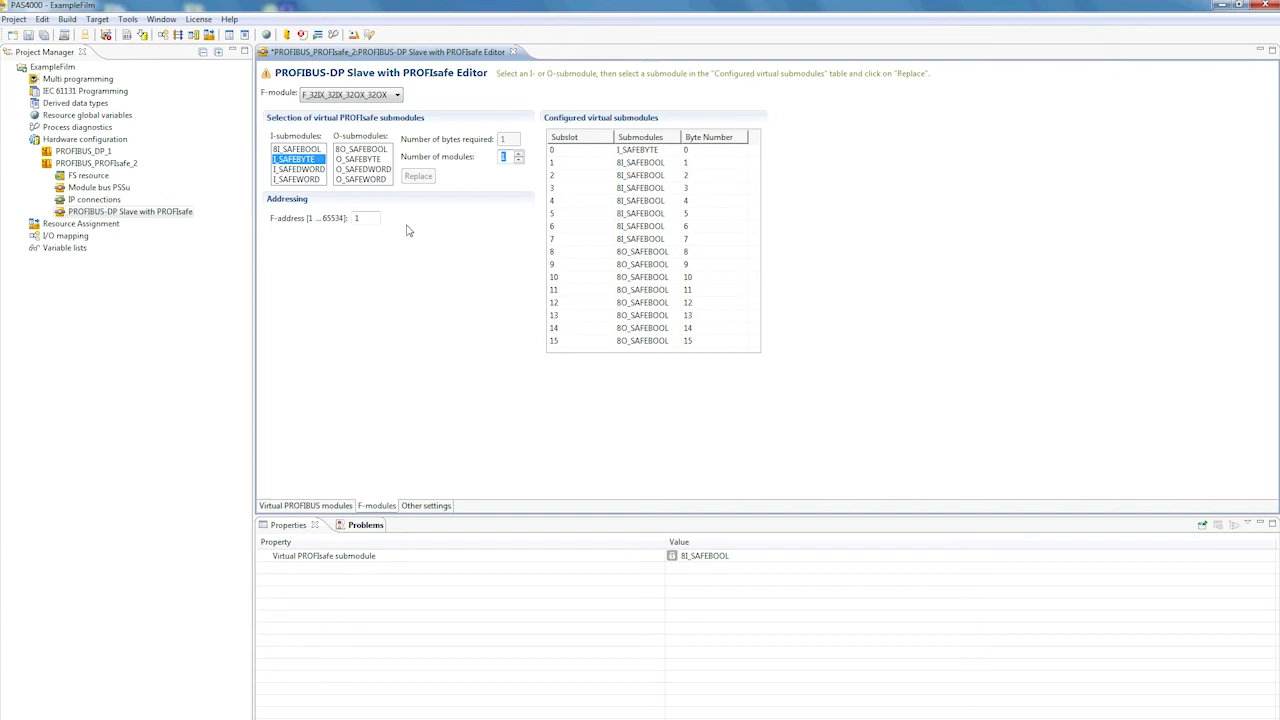 PAS4000 - ExampleFilm
Project Edit Build Target Tools Window License Help
Project Manager
ExampleFilm
Multi programming
IEC 61131 Programming
Derived data types
Resource global variables
Process diagnostics
Hardware configuration
PROFIBUS_DP_1
PROFIBUS_PROFIsafe_2
FS resource
Module bus PSSu
IP connections
PROFIBUS-DP Slave with PROFIsafe
Resource Assignment
I/O mapping
Variable lists
*PROFIBUS_PROFIsafe_2:PROFIBUS-DP Slave with PROFIsafe Editor
PROFIBUS-DP Slave with PROFIsafe Editor Select an I- or O-submodule, then select a submodule in the "Configured virtual submodules" table and click on "Replace".
F-module: F_32IX_32IX_32OX_32OX
Selection of virtual PROFIsafe submodules
I-submodules: O-submodules:
8I_SAFEBOOL 8O_SAFEBOOL
I_SAFEBYTE O_SAFEBYTE
I_SAFEDWORD O_SAFEDWORD
I_SAFEWORD O_SAFEWORD
Number of bytes required: 1
Number of modules: 1
Replace
Addressing
F-address [1 ... 65534]: 1
Configured virtual submodules
Subslot Submodules Byte Number
0 I_SAFEBYTE 0
1 8I_SAFEBOOL 1
2 8I_SAFEBOOL 2
3 8I_SAFEBOOL 3
4 8I_SAFEBOOL 4
5 8I_SAFEBOOL 5
6 8I_SAFEBOOL 6
7 8I_SAFEBOOL 7
8 8O_SAFEBOOL 8
9 8O_SAFEBOOL 9
10 8O_SAFEBOOL 10
11 8O_SAFEBOOL 11
12 8O_SAFEBOOL 12
13 8O_SAFEBOOL 13
14 8O_SAFEBOOL 14
15 8O_SAFEBOOL 15
Virtual PROFIBUS modules F-modules Other settings
Properties Problems
Property Value
Virtual PROFIsafe submodule 8I_SAFEBOOL